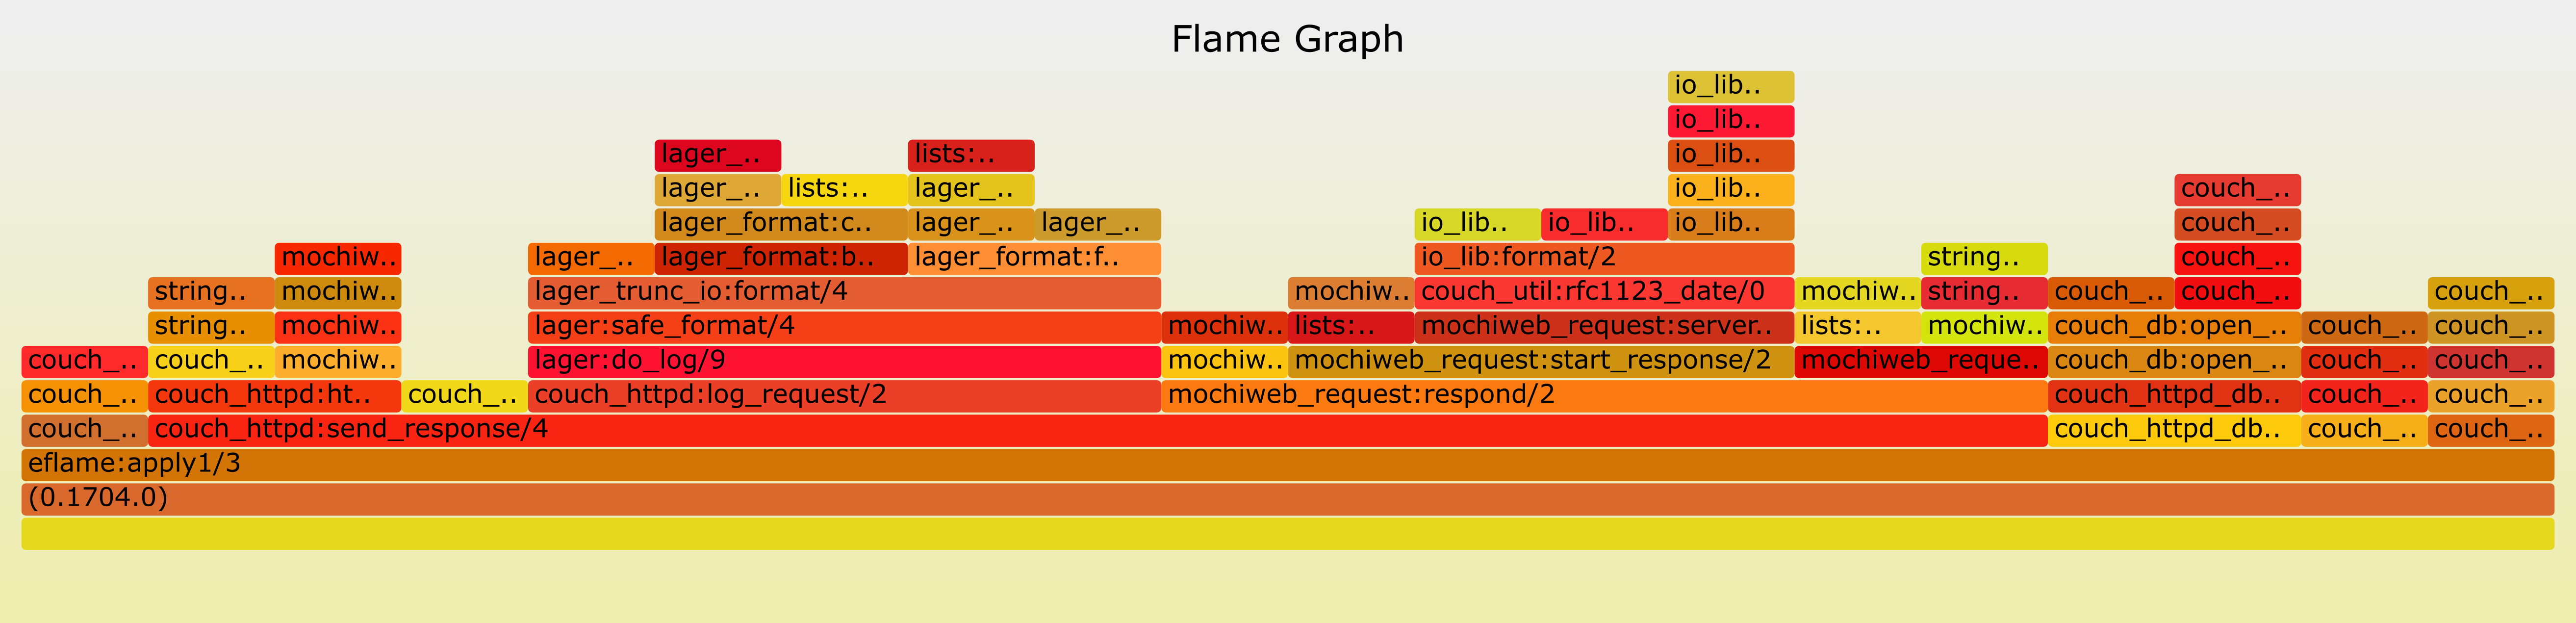 Flame Graph
io_lib..
io_lib..
lager_.. lists:.. io_lib..
lager_.. lists:.. lager_.. io_lib.. couch_..
lager_format:c.. lager_.. lager_.. io_lib.. io_lib.. io_lib.. couch_..
mochiw.. lager_.. lager_format:b.. lager_format:f.. io_lib:format/2 string.. couch_..
string.. mochiw.. lager_trunc_io:format/4 mochiw.. couch_util:rfc1123_date/0 mochiw.. string.. couch_.. couch_.. couch_..
string.. mochiw.. lager:safe_format/4 mochiw.. lists:.. mochiweb_request:server.. lists:.. mochiw.. couch_db:open_.. couch_.. couch_..
couch_.. couch_.. mochiw.. lager:do_log/9 mochiw.. mochiweb_request:start_response/2 mochiweb_reque.. couch_db:open_.. couch_.. couch_..
couch_.. couch_httpd:ht.. couch_.. couch_httpd:log_request/2 mochiweb_request:respond/2 couch_httpd_db.. couch_.. couch_..
couch_.. couch_httpd:send_response/4 couch_httpd_db.. couch_.. couch_..
eflame:apply1/3
(0.1704.0)